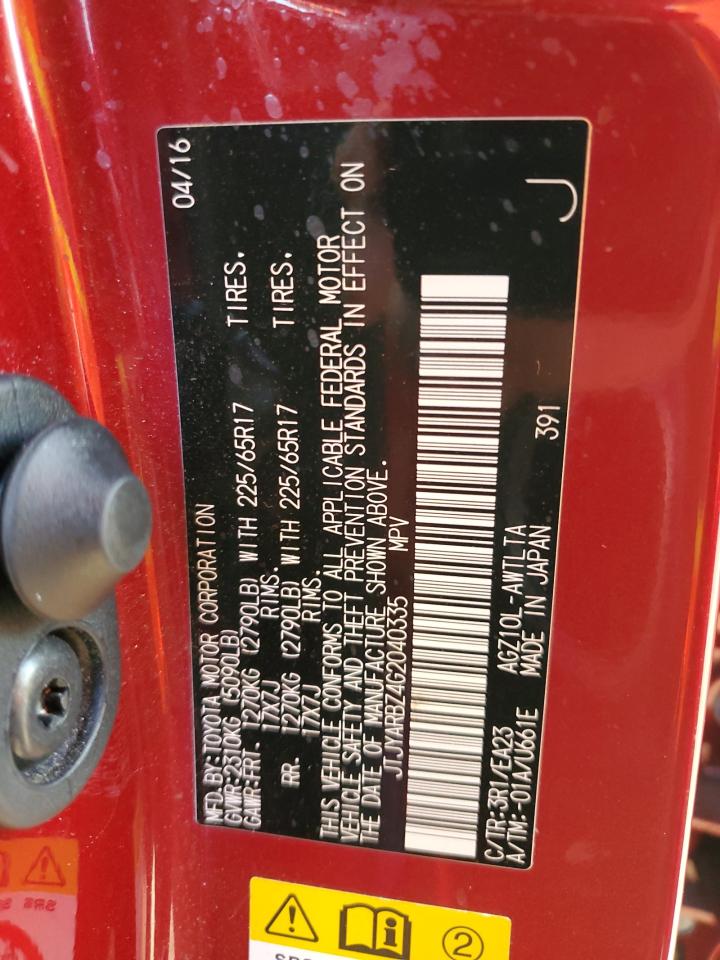 04/16
MFD.BY:TOYOTA MOTOR CORPORATION
GVWR:2310KG (5090LB)
GAWR:FRT. 1270KG (2790LB) WITH 225/65R17 TIRES.
17X7J RIMS.
RR. 1270KG (2790LB) WITH 225/65R17 TIRES.
17X7J RIMS.
THIS VEHICLE CONFORMS TO ALL APPLICABLE FEDERAL MOTOR
VEHICLE SAFETY AND THEFT PREVENTION STANDARDS IN EFFECT ON
THE DATE OF MANUFACTURE SHOWN ABOVE.
JTJYARBZ4G2040335 MPV
C/TR:3R1/EA23 AGZ10L-AWTLTA 391
A/TM:-01A/U661E MADE IN JAPAN
J
2